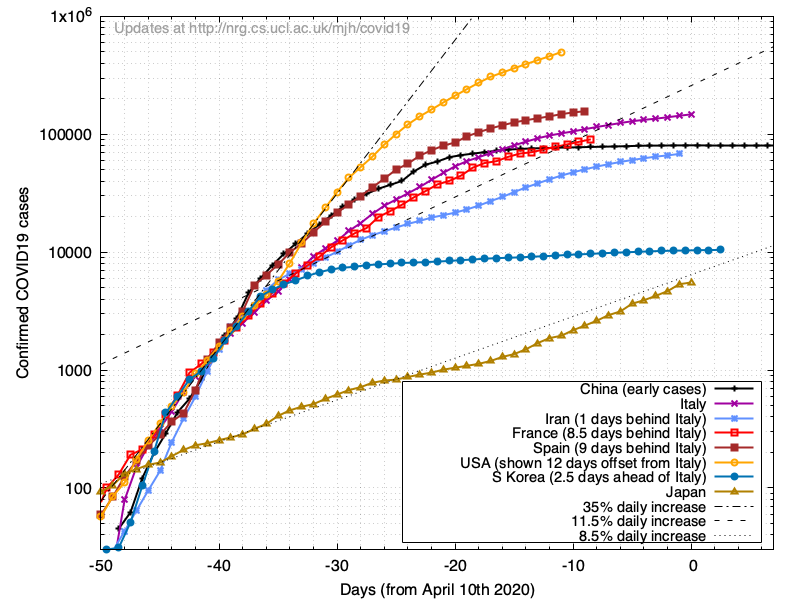 1x10⁶
Updates at http://nrg.cs.ucl.ac.uk/mjh/covid19
100000
10000
1000
100
Confirmed COVID19 cases
China (early cases)
Italy
Iran (1 days behind Italy)
France (8.5 days behind Italy)
Spain (9 days behind Italy)
USA (shown 12 days offset from Italy)
S Korea (2.5 days ahead of Italy)
Japan
35% daily increase
11.5% daily increase
8.5% daily increase
-50 -40 -30 -20 -10 0
Days (from April 10th 2020)